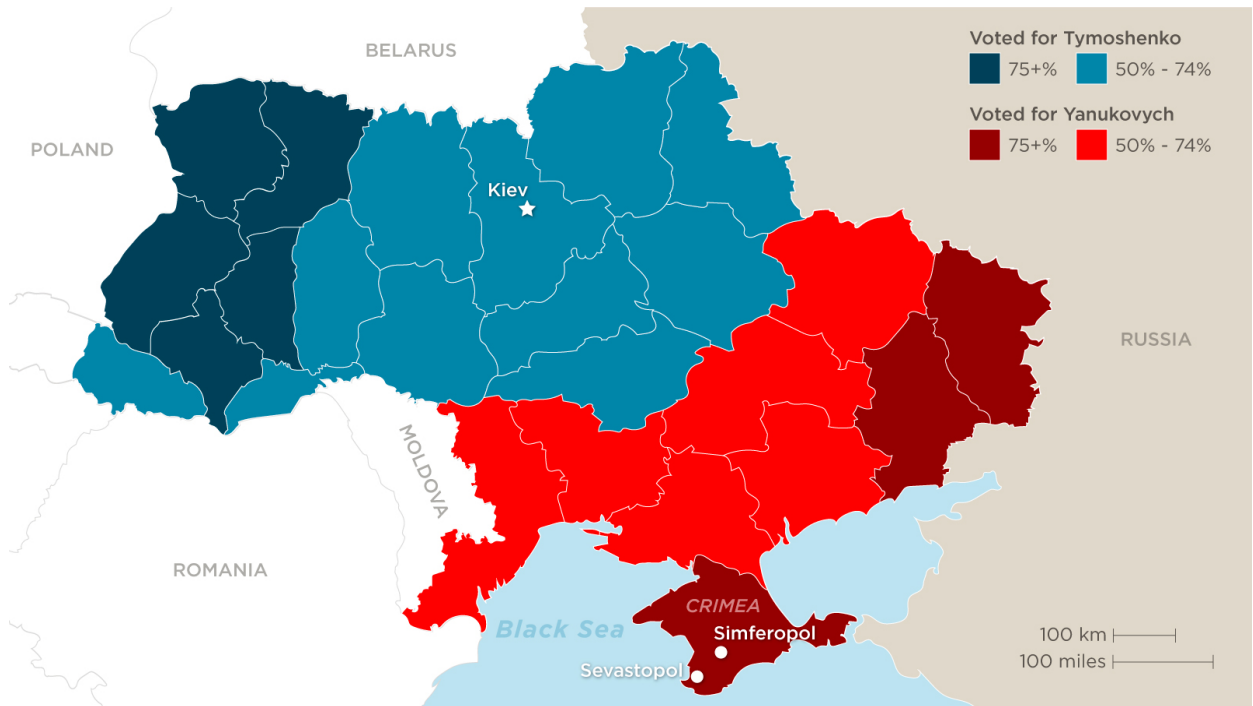 BELARUS
POLAND
Kiev
Voted for Tymoshenko
75+% 50% - 74%
Voted for Yanukovych
75+% 50% - 74%
RUSSIA
MOLDOVA
ROMANIA
CRIMEA
Black Sea
Simferopol
Sevastopol
100 km
100 miles